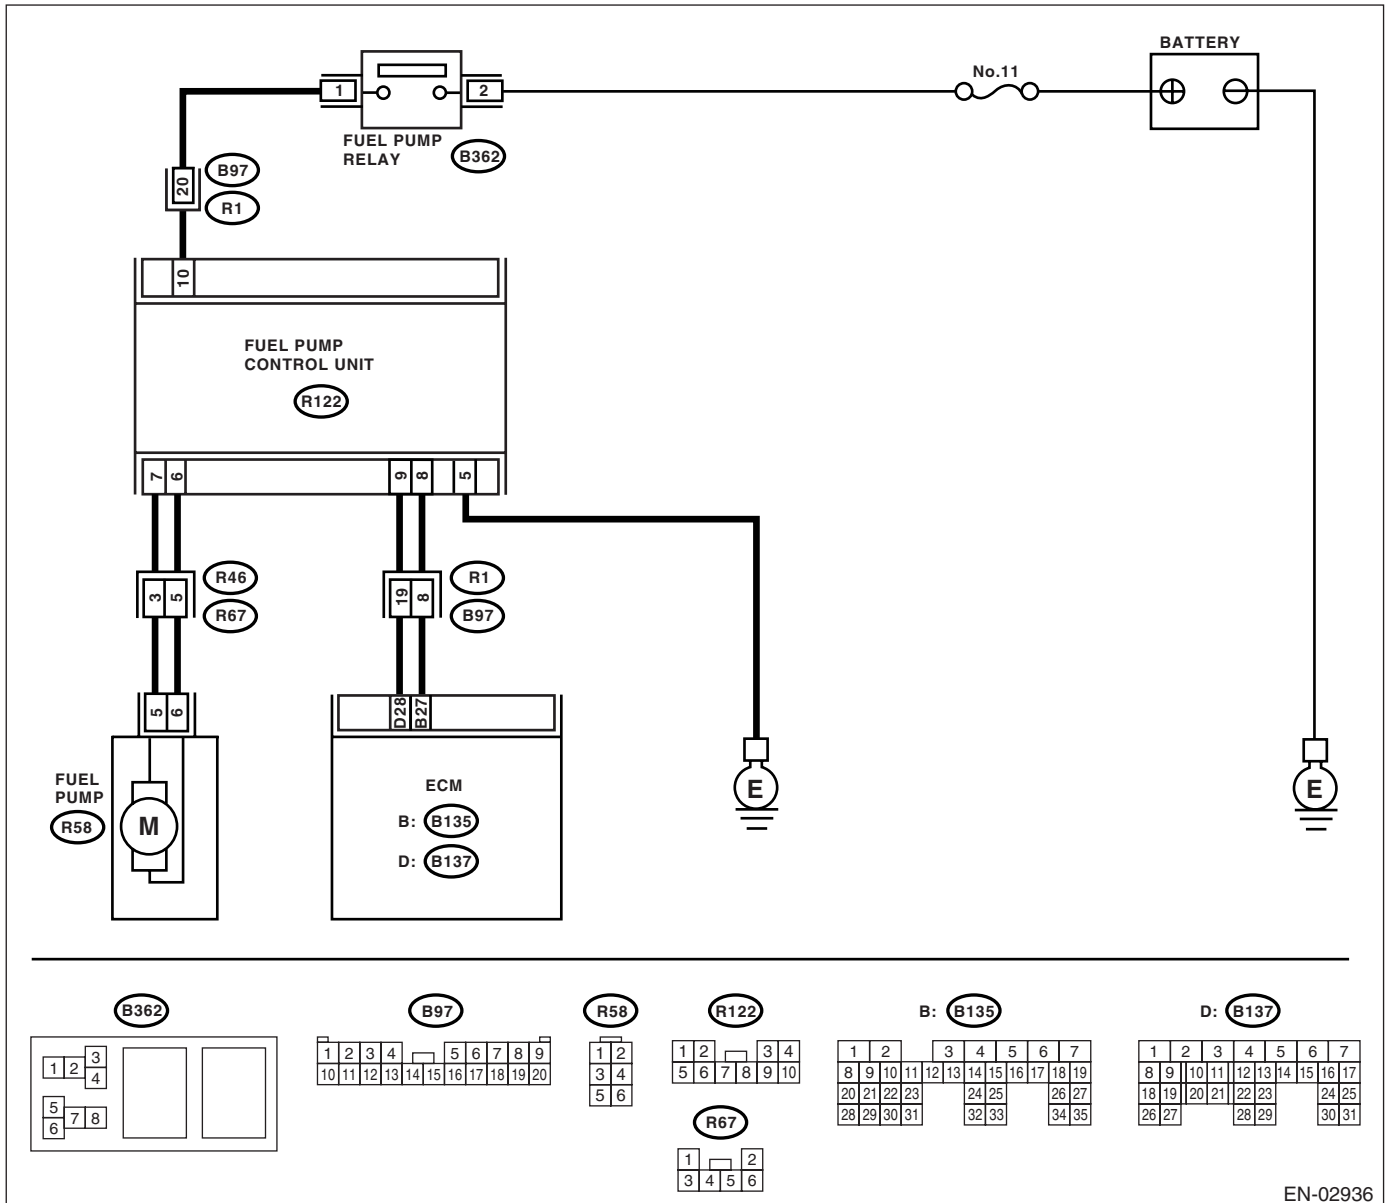 BATTERY
No.11
1
2
FUEL PUMP
RELAY
B362
B97
20
R1
10
FUEL PUMP
CONTROL UNIT
R122
7 6 9 8 5
R46
R67
3 5
R1
B97
19 8
5 6
D28 B27
FUEL
PUMP
R58
M
ECM
B: B135
D: B137
E
E
B362
B97
R58
R122
B: B135
D: B137
1 2 3 4
5 6 7 8
1 2 3 4 5 6 7 8 9
10 11 12 13 14 15 16 17 18 19 20
1 2
3 4
5 6
1 2 3 4
5 6 7 8 9 10
R67
1 2
3 4 5 6
1 2 3 4 5 6 7
8 9 10 11 12 13 14 15 16 17 18 19
20 21 22 23 24 25 26 27
28 29 30 31 32 33 34 35
1 2 3 4 5 6 7
8 9 10 11 12 13 14 15 16 17
18 19 20 21 22 23 24 25
26 27 28 29 30 31
EN-02936